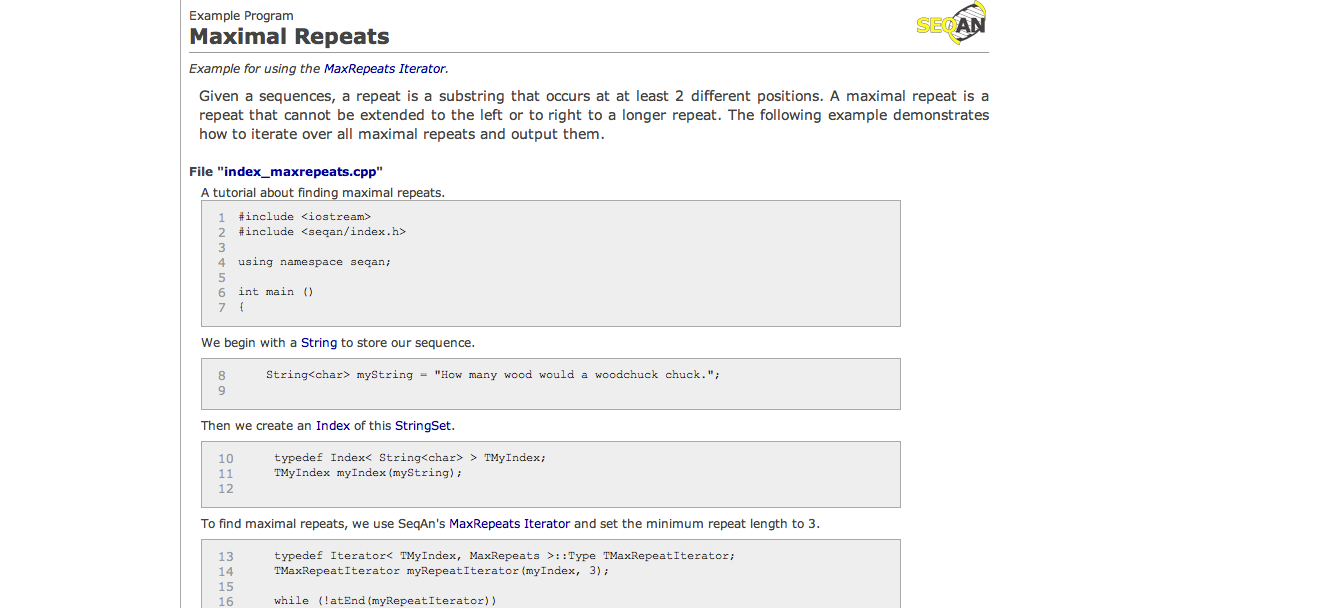 Example Program
SEQAN
Maximal Repeats
Example for using the MaxRepeats Iterator.
Given a sequences, a repeat is a substring that occurs at at least 2 different positions. A maximal repeat is a
repeat that cannot be extended to the left or to right to a longer repeat. The following example demonstrates
how to iterate over all maximal repeats and output them.
File "index_maxrepeats.cpp"
A tutorial about finding maximal repeats.
1 #include <iostream>
2 #include <seqan/index.h>
3
4 using namespace seqan;
5
6 int main ()
7 {
We begin with a String to store our sequence.
8 String<char> myString = "How many wood would a woodchuck chuck.";
9
Then we create an Index of this StringSet.
10 typedef Index< String<char> > TMyIndex;
11 TMyIndex myIndex(myString);
12
To find maximal repeats, we use SeqAn's MaxRepeats Iterator and set the minimum repeat length to 3.
13 typedef Iterator< TMyIndex, MaxRepeats >::Type TMaxRepeatIterator;
14 TMaxRepeatIterator myRepeatIterator(myIndex, 3);
15
16 while (!atEnd(myRepeatIterator))